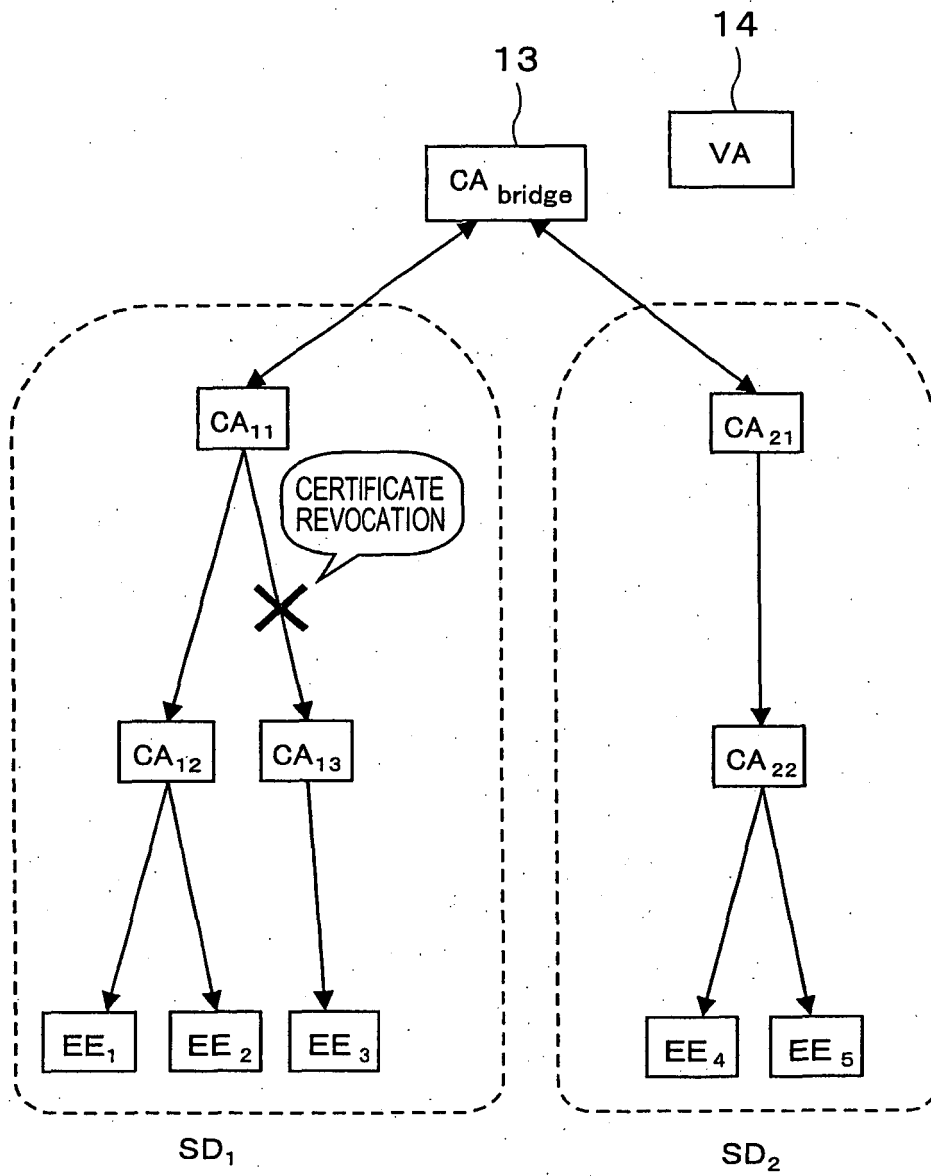 13
14
CA bridge
VA
CA11
CA21
CERTIFICATE
REVOCATION
CA12
CA13
CA22
EE1
EE2
EE3
EE4
EE5
SD1
SD2